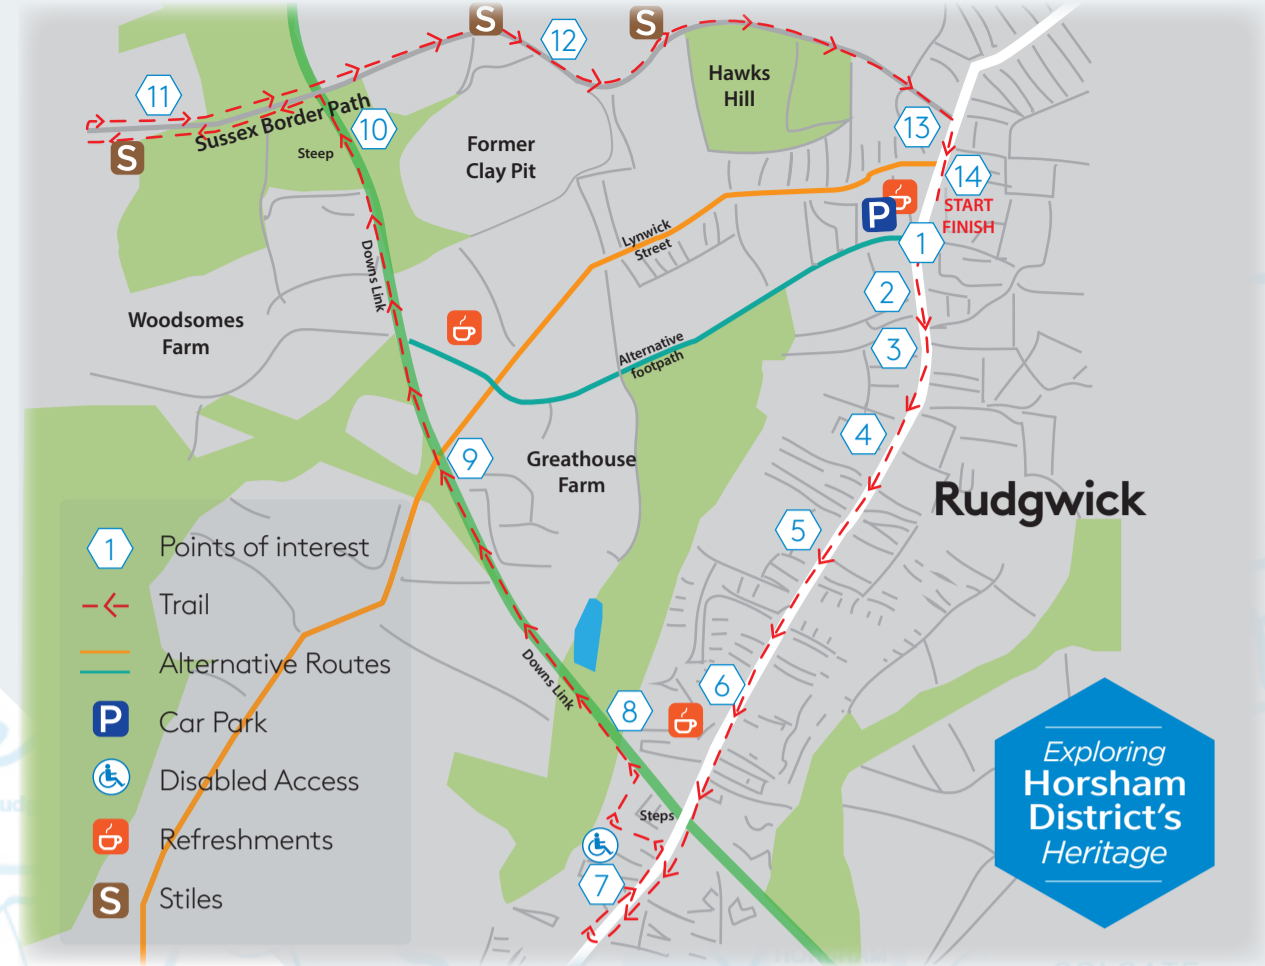 S
S
12
11
Hawks
Hill
Sussex Border Path
10
13
S
Steep
Former
Clay Pit
14
START
FINISH
P
Lynwick
Street
1
Downs Link
2
Woodsomes
Farm
3
Alternative
footpath
4
9
Greathouse
Farm
Rudgwick
5
1
Points of interest
Trail
Alternative Routes
6
Downs Link
8
P
Car Park
Disabled Access
Steps
Refreshments
7
S
Stiles
Exploring
Horsham
District's
Heritage